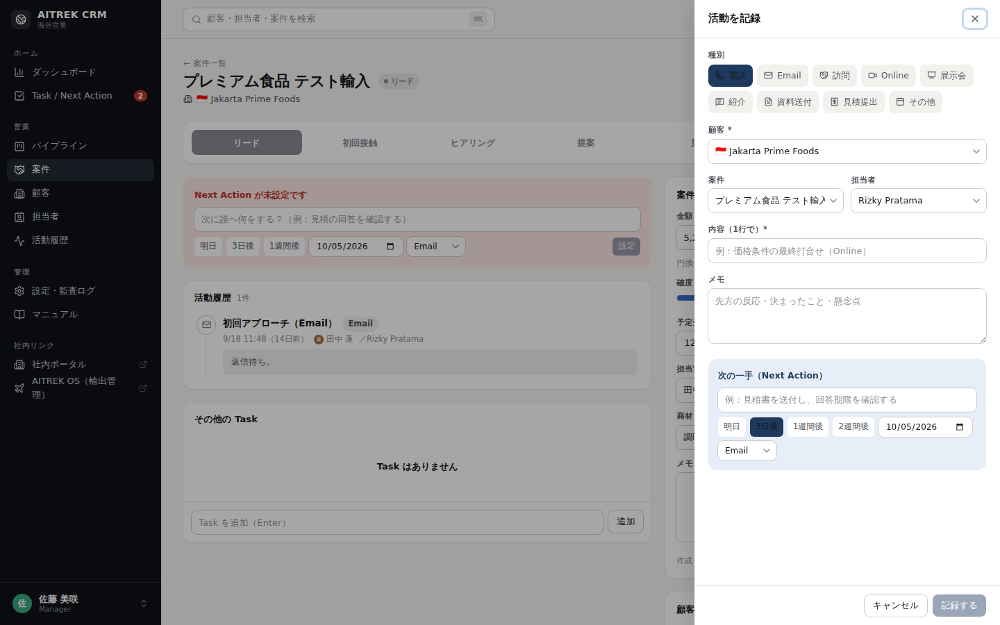 AITREK CRM
海外営業
ホーム
ダッシュボード
Task / Next Action
2
営業
パイプライン
案件
顧客
担当者
活動履歴
管理
設定・監査ログ
マニュアル
社内リンク
社内ポータル
AITREK OS（輸出管
理）
佐
佐藤 美咲
Manager
顧客・担当者・案件を検索
⌘K
← 案件一覧
プレミアム食品 テスト輸入
リード
Jakarta Prime Foods
リード
初回接触
ヒアリング
提案
Next Action が未設定です
次に誰へ何をする？（例：見積の回答を確認する）
明日
3日後
1週間後
10/05/2026
Email
設定
活動履歴 1件
初回アプローチ（Email）
Email
9/18 11:48（14日前）
田中 蓮 ／Rizky Pratama
返信待ち。
その他の Task
Task はありません
Task を追加（Enter）
追加
案件
金額
5,2
円換
確度
予定
12
担当
田中
商材
メモ
作成
顧客
活動を記録
種別
電話
Email
訪問
Online
展示会
紹介
資料送付
見積提出
その他
顧客 *
Jakarta Prime Foods
案件
担当者
プレミアム食品 テスト輸入
Rizky Pratama
内容（1行で）*
例：価格条件の最終打合せ（Online）
メモ
先方の反応・決まったこと・懸念点
次の一手（Next Action）
例：見積書を送付し、回答期限を確認する
明日
3日後
1週間後
2週間後
10/05/2026
Email
キャンセル
記録する